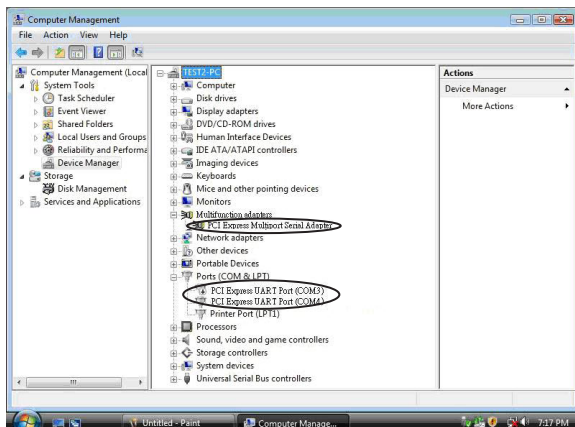 Computer Management
File Action View Help
Computer Management (Local
System Tools
Task Scheduler
Event Viewer
Shared Folders
Local Users and Groups
Reliability and Performa
Device Manager
Storage
Disk Management
Services and Applications
TEST2-PC
Computer
Disk drives
Display adapters
DVD/CD-ROM drives
Human Interface Devices
IDE ATA/ATAPI controllers
Imaging devices
Keyboards
Mice and other pointing devices
Monitors
Multifunction adapters
PCI Express Multiport Serial Adapter
Network adapters
Other devices
Portable Devices
Ports (COM & LPT)
PCI Express UART Port (COM3)
PCI Express UART Port (COM4)
Printer Port (LPT1)
Processors
Sound, video and game controllers
Storage controllers
System devices
Universal Serial Bus controllers
Actions
Device Manager
More Actions
Untitled - Paint
Computer Manage...
7:17 PM